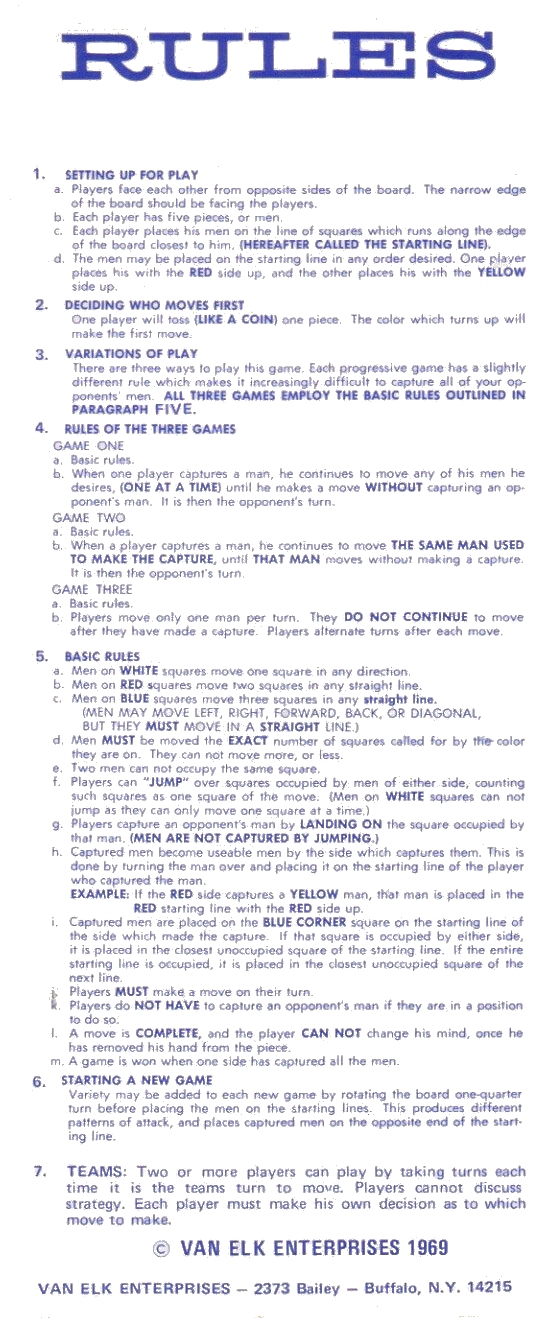 RULES
1. SETTING UP FOR PLAY
a. Players face each other from opposite sides of the board. The narrow edge
of the board should be facing the players.
b. Each player has five pieces, or men.
c. Each player places his men on the line of squares which runs along the edge
of the board closest to him. (HEREAFTER CALLED THE STARTING LINE).
d. The men may be placed on the starting line in any order desired. One player
places his with the RED side up, and the other places his with the YELLOW
side up.
2. DECIDING WHO MOVES FIRST
One player will toss (LIKE A COIN) one piece. The color which turns up will
make the first move.
3. VARIATIONS OF PLAY
There are three ways to play this game. Each progressive game has a slightly
different rule which makes it increasingly difficult to capture all of your op-
ponents' men. ALL THREE GAMES EMPLOY THE BASIC RULES OUTLINED IN
PARAGRAPH FIVE.
4. RULES OF THE THREE GAMES
GAME ONE
a. Basic rules.
b. When one player captures a man, he continues to move any of his men he
desires, (ONE AT A TIME) until he makes a move WITHOUT capturing an op-
ponent's man. It is then the opponent's turn.
GAME TWO
a. Basic rules.
b. When a player captures a man, he continues to move THE SAME MAN USED
TO MAKE THE CAPTURE, until THAT MAN moves without making a capture.
It is then the opponent's turn.
GAME THREE
a. Basic rules.
b. Players move only one man per turn. They DO NOT CONTINUE to move
after they have made a capture. Players alternate turns after each move.
5. BASIC RULES
a. Men on WHITE squares move one square in any direction.
b. Men on RED squares move two squares in any straight line.
c. Men on BLUE squares move three squares in any straight line.
(MEN MAY MOVE LEFT, RIGHT, FORWARD, BACK, OR DIAGONAL,
BUT THEY MUST MOVE IN A STRAIGHT LINE.)
d. Men MUST be moved the EXACT number of squares called for by the color
they are on. They can not move more, or less.
e. Two men can not occupy the same square.
f. Players can "JUMP" over squares occupied by men of either side, counting
such squares as one square of the move. (Men on WHITE squares can not
jump as they can only move one square at a time.)
g. Players capture an opponent's man by LANDING ON the square occupied by
that man. (MEN ARE NOT CAPTURED BY JUMPING.)
h. Captured men become useable men by the side which captures them. This is
done by turning the man over and placing it on the starting line of the player
who captured the man.
EXAMPLE: If the RED side captures a YELLOW man, that man is placed in the
RED starting line with the RED side up.
i. Captured men are placed on the BLUE CORNER square on the starting line of
the side which made the capture. If that square is occupied by either side,
it is placed in the closest unoccupied square of the starting line. If the entire
starting line is occupied, it is placed in the closest unoccupied square of the
next line.
j. Players MUST make a move on their turn.
k. Players do NOT HAVE to capture an opponent's man if they are in a position
to do so.
l. A move is COMPLETE, and the player CAN NOT change his mind, once he
has removed his hand from the piece.
m. A game is won when one side has captured all the men.
6. STARTING A NEW GAME
Variety may be added to each new game by rotating the board one-quarter
turn before placing the men on the starting lines. This produces different
patterns of attack, and places captured men on the opposite end of the start-
ing line.
7. TEAMS: Two or more players can play by taking turns each
time it is the teams turn to move. Players cannot discuss
strategy. Each player must make his own decision as to which
move to make.
© VAN ELK ENTERPRISES 1969
VAN ELK ENTERPRISES — 2373 Bailey — Buffalo, N.Y. 14215